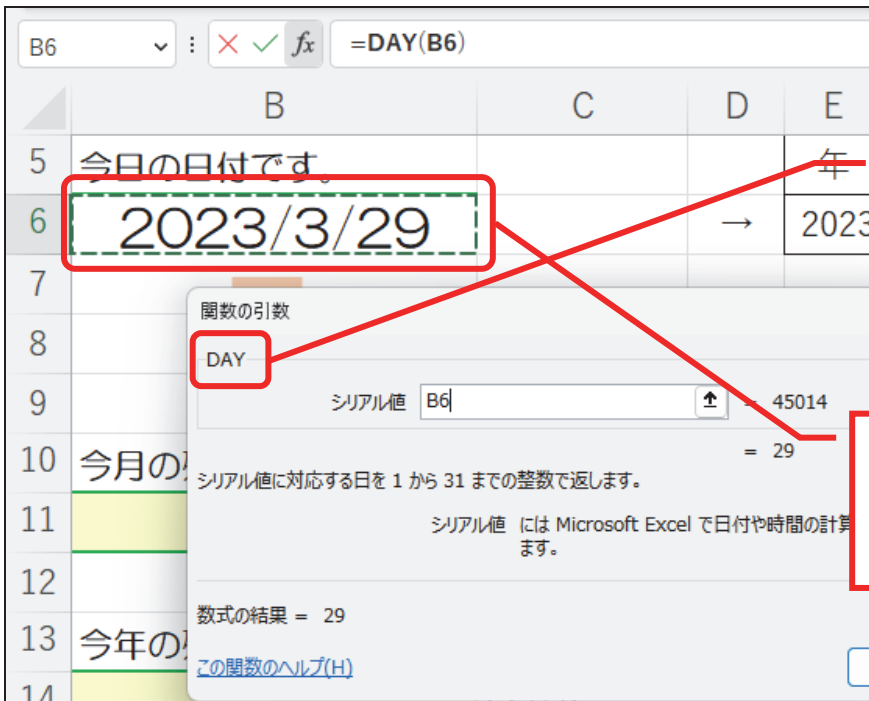 B6 fx =DAY(B6)
B C D E
5 今日の日付です。 年
6 2023/3/29 → 2023
7
関数の引数
8
DAY
9 シリアル値 B6 = 45014
= 29
10 今月の
シリアル値に対応する日を 1 から 31 までの整数で返します。
11 シリアル値 には Microsoft Excel で日付や時間の計算
ます。
12
数式の結果 = 29
13 今年の
この関数のヘルプ(H)
14